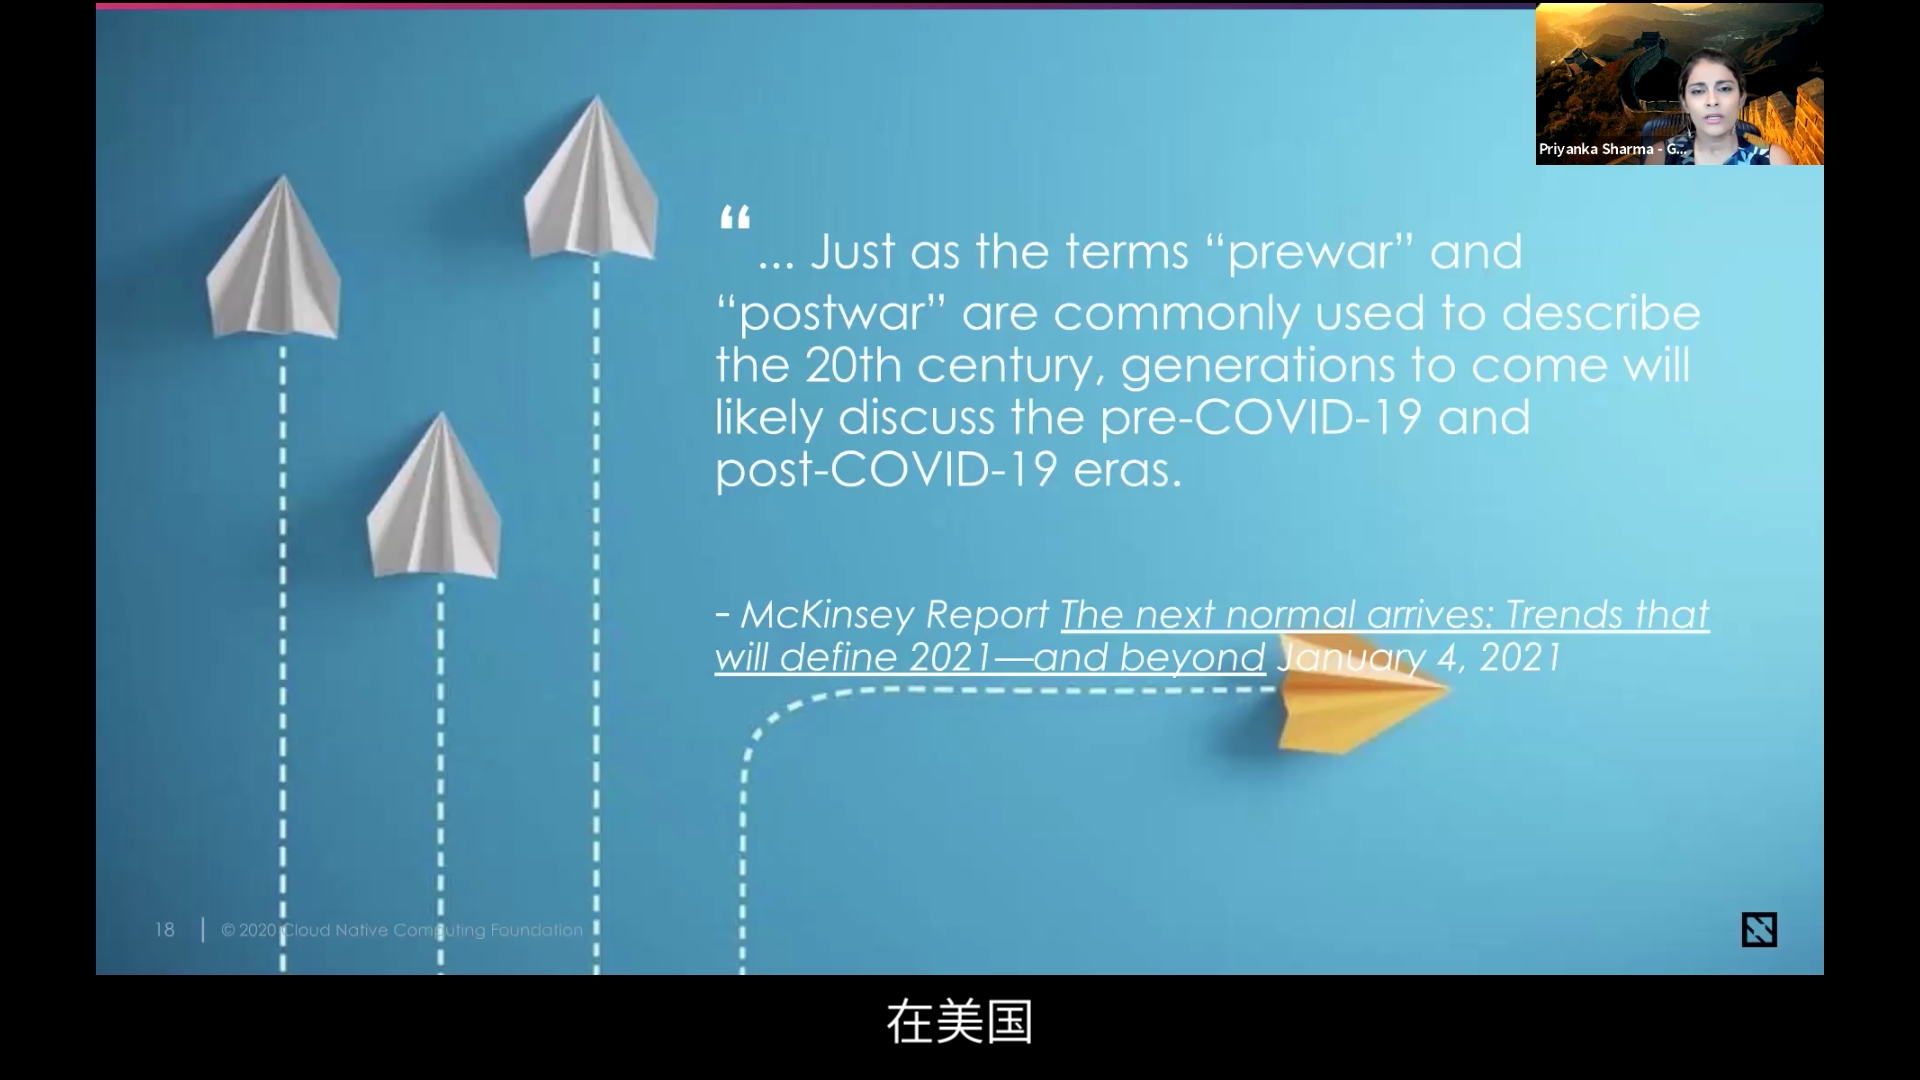 Priyanka Sharma - G...
“... Just as the terms “prewar” and
“postwar” are commonly used to describe
the 20th century, generations to come will
likely discuss the pre-COVID-19 and
post-COVID-19 eras.
- McKinsey Report The next normal arrives: Trends that
will define 2021—and beyond January 4, 2021
18 | © 2020 Cloud Native Computing Foundation
在美国